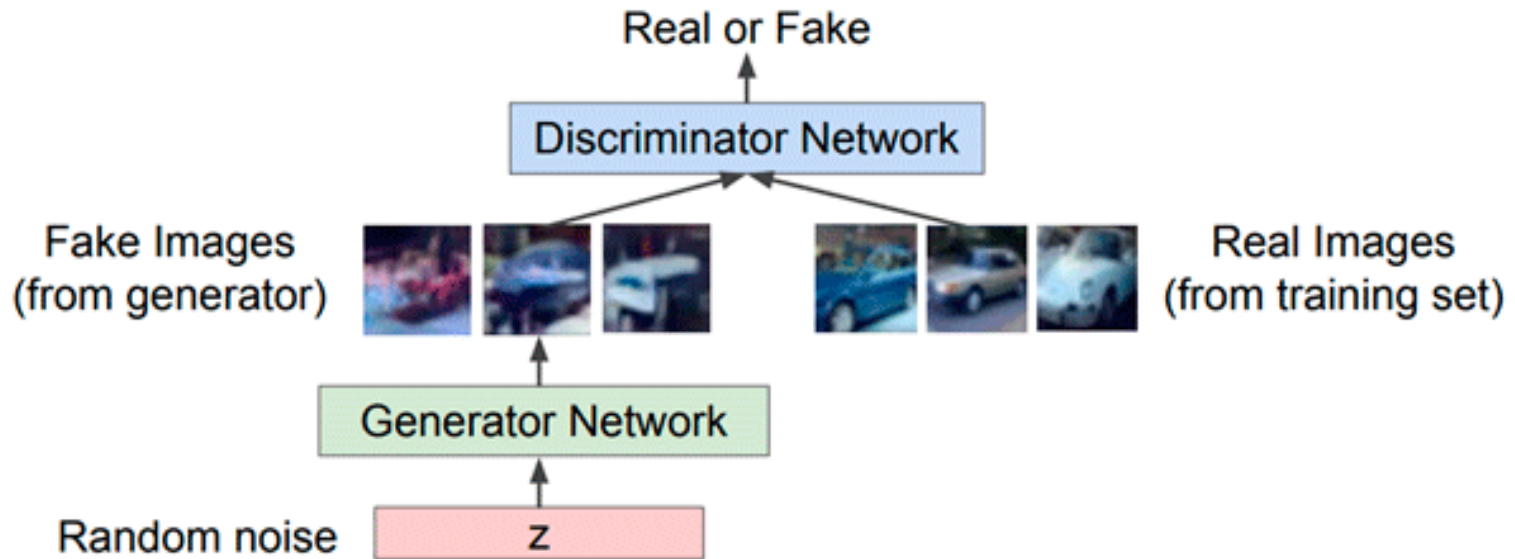 Real or Fake
Discriminator Network
Fake Images
(from generator)
Real Images
(from training set)
Generator Network
Random noise
z